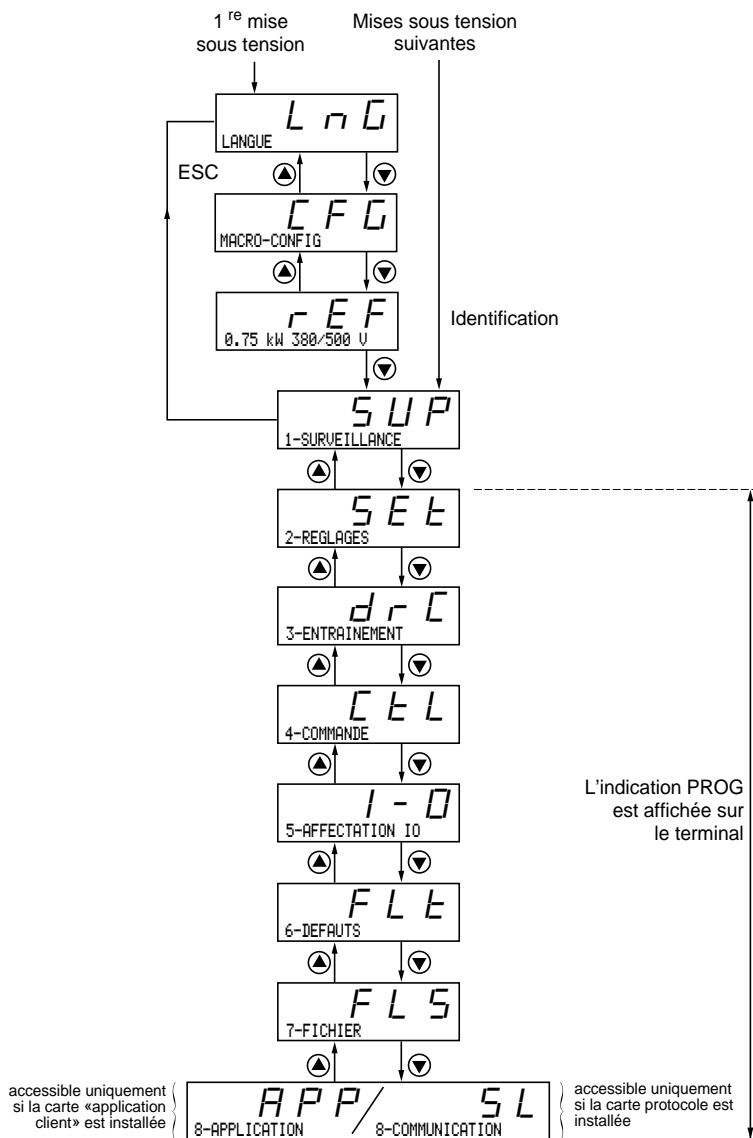 1 re mise
sous tension
Mises sous tension
suivantes
LnG
LANGUE
ESC
CFG
MACRO-CONFIG
rEF
0.75 kW 380/500 V
Identification
SUP
1-SURVEILLANCE
SEt
2-REGLAGES
drC
3-ENTRAINEMENT
CtL
4-COMMANDE
I-O
5-AFFECTATION IO
L'indication PROG
est affichée sur
le terminal
FLt
6-DEFAUTS
FLS
7-FICHIER
accessible uniquement
si la carte «application
client» est installée
APP/ SL
8-APPLICATION 8-COMMUNICATION
accessible uniquement
si la carte protocole est
installée